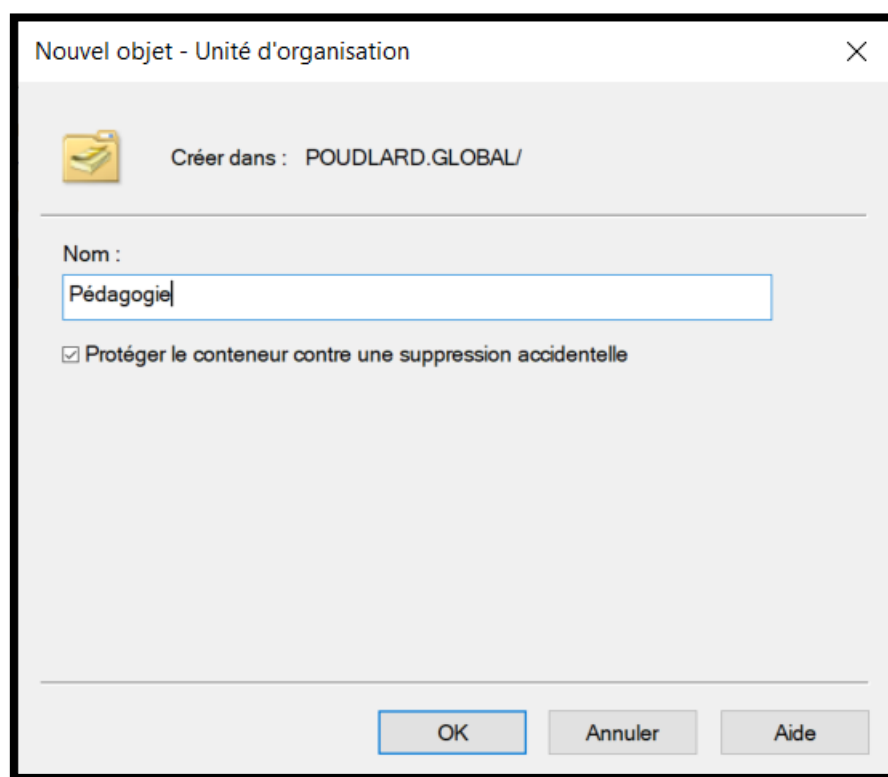 Nouvel objet - Unité d'organisation
Créer dans : POUDLARD.GLOBAL/
Nom :
Pédagogie
Protéger le conteneur contre une suppression accidentelle
OK Annuler Aide